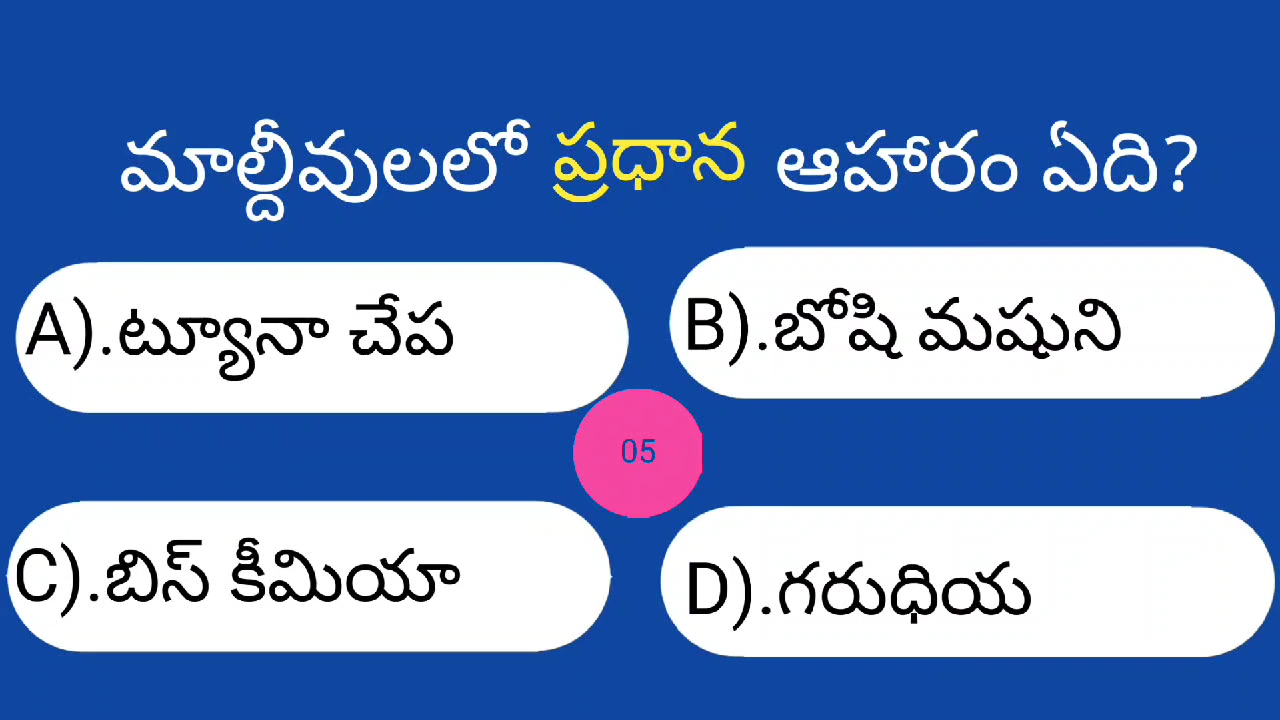 మాల్దీవులలో ప్రధాన ఆహారం ఏది?
A).ట్యూనా చేప
B).బోషి మషుని
05
C).బిస్ కీమియా
D).గరుధియ